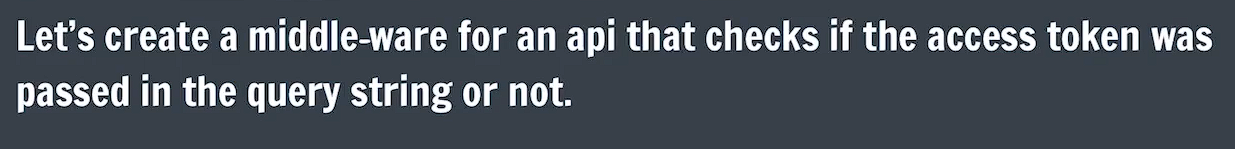 Let’s create a middle-ware for an api that checks if the access token was
passed in the query string or not.